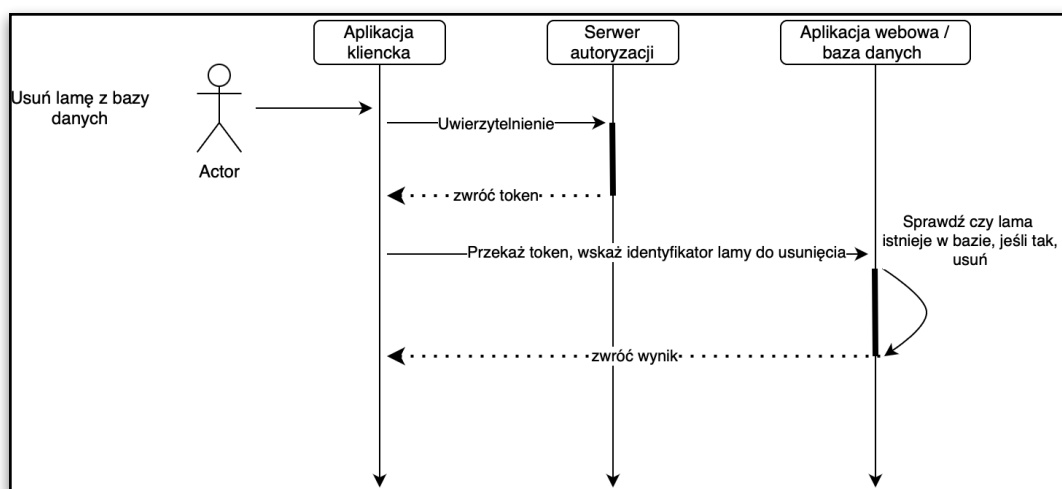 Aplikacja
kliencka
Serwer
autoryzacji
Aplikacja webowa /
baza danych
Usuń lamę z bazy
danych
Actor
Uwierzytelnienie
zwróć token
Przekaż token, wskaż identyfikator lamy do usunięcia
Sprawdź czy lama
istnieje w bazie, jeśli tak,
usuń
zwróć wynik